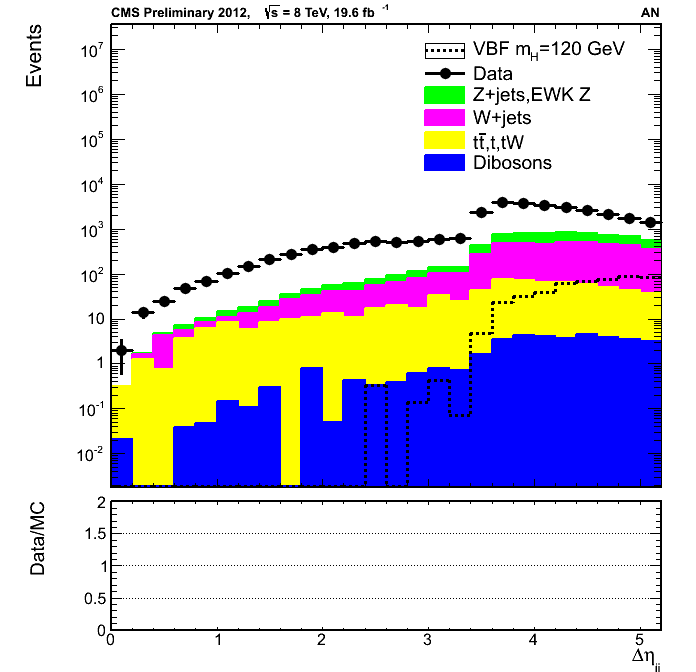 CMS Preliminary 2012, √s = 8 TeV, 19.6 fb⁻¹ AN
Events
VBF m_H=120 GeV
Data
Z+jets,EWK Z
W+jets
tt̄,t,tW
Dibosons
10⁷
10⁶
10⁵
10⁴
10³
10²
10
1
10⁻¹
10⁻²
Data/MC
2
1.5
1
0.5
0
0 1 2 3 4 5
Δη_jj